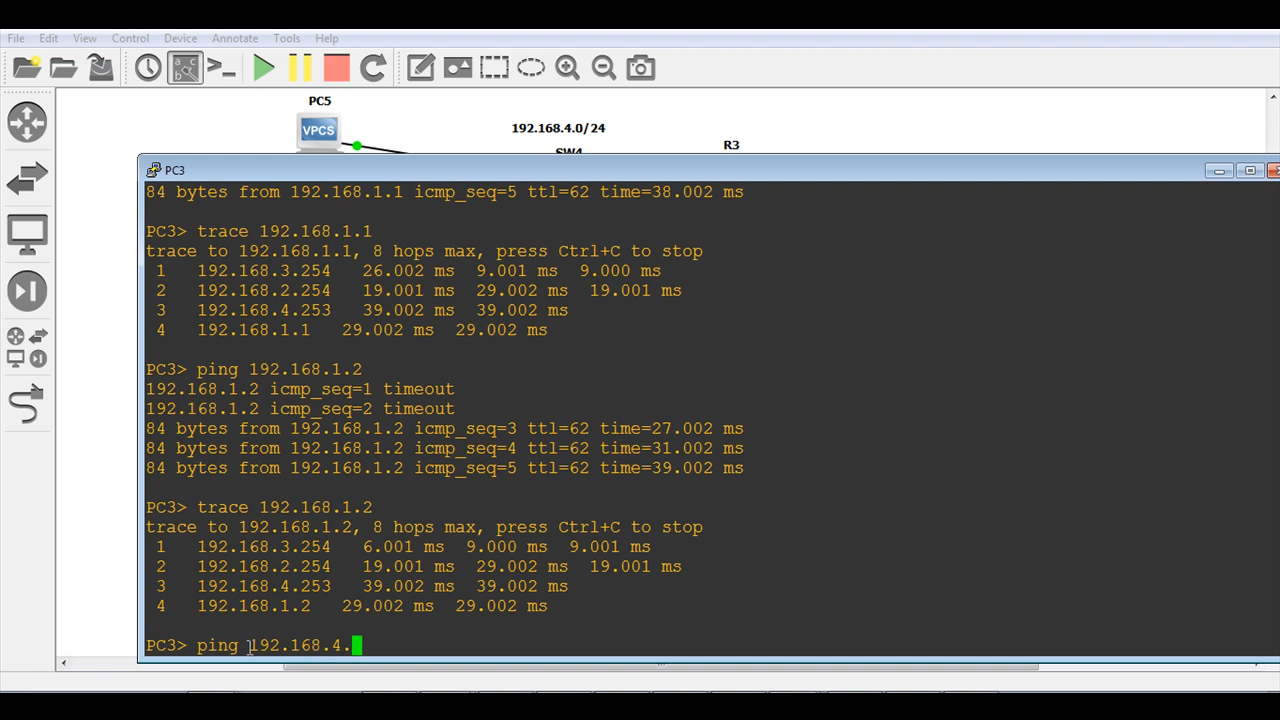 File Edit View Control Device Annotate Tools Help
PC5
VPCS
192.168.4.0/24
R3
PC3
84 bytes from 192.168.1.1 icmp_seq=5 ttl=62 time=38.002 ms
PC3> trace 192.168.1.1
trace to 192.168.1.1, 8 hops max, press Ctrl+C to stop
1 192.168.3.254 26.002 ms 9.001 ms 9.000 ms
2 192.168.2.254 19.001 ms 29.002 ms 19.001 ms
3 192.168.4.253 39.002 ms 39.002 ms
4 192.168.1.1 29.002 ms 29.002 ms
PC3> ping 192.168.1.2
192.168.1.2 icmp_seq=1 timeout
192.168.1.2 icmp_seq=2 timeout
84 bytes from 192.168.1.2 icmp_seq=3 ttl=62 time=27.002 ms
84 bytes from 192.168.1.2 icmp_seq=4 ttl=62 time=31.002 ms
84 bytes from 192.168.1.2 icmp_seq=5 ttl=62 time=39.002 ms
PC3> trace 192.168.1.2
trace to 192.168.1.2, 8 hops max, press Ctrl+C to stop
1 192.168.3.254 6.001 ms 9.000 ms 9.001 ms
2 192.168.2.254 19.001 ms 29.002 ms 19.001 ms
3 192.168.4.253 39.002 ms 39.002 ms
4 192.168.1.2 29.002 ms 29.002 ms
PC3> ping 192.168.4.